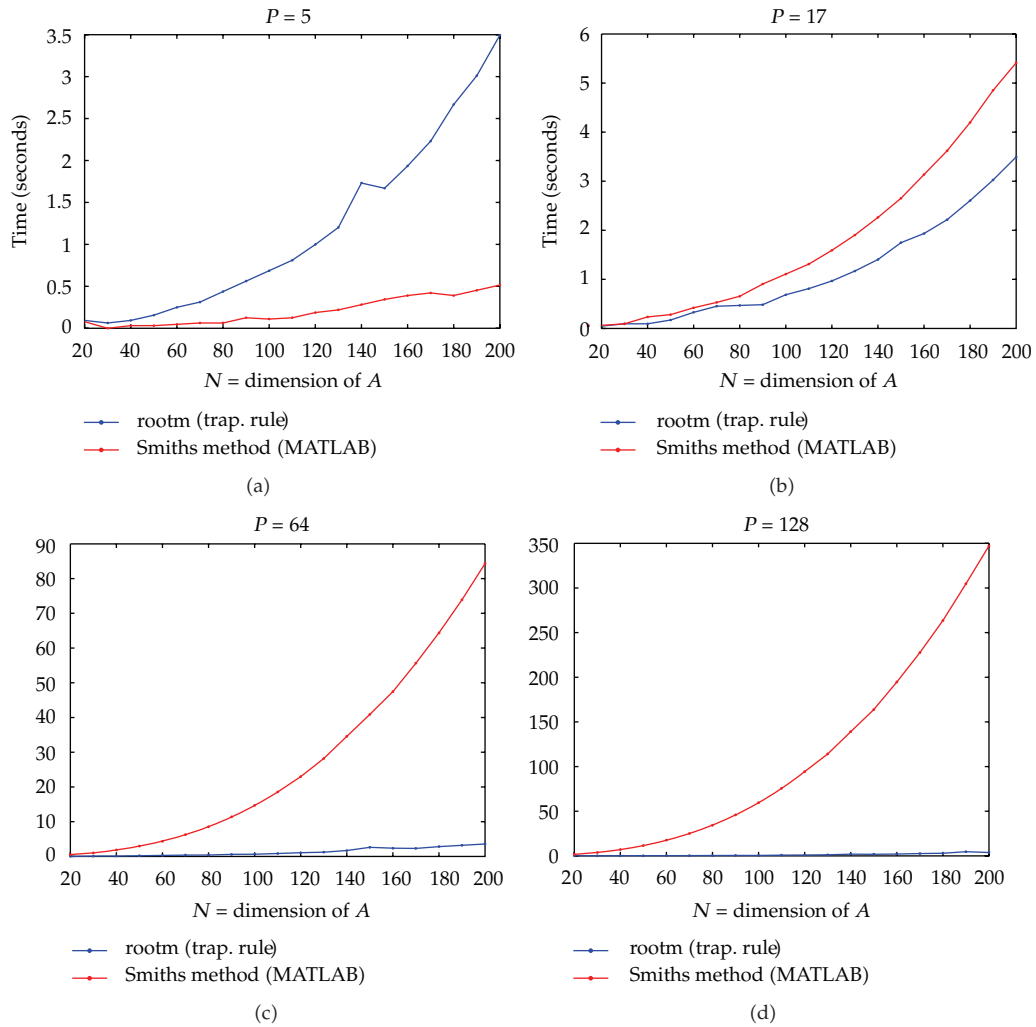 P = 5
3.5
3
2.5
2
1.5
1
0.5
0
Time (seconds)
20 40 60 80 100 120 140 160 180 200
N = dimension of A
rootm (trap. rule)
Smiths method (MATLAB)
(a)
P = 17
6
5
4
3
2
1
0
Time (seconds)
20 40 60 80 100 120 140 160 180 200
N = dimension of A
rootm (trap. rule)
Smiths method (MATLAB)
(b)
P = 64
90
80
70
60
50
40
30
20
10
0
20 40 60 80 100 120 140 160 180 200
N = dimension of A
rootm (trap. rule)
Smiths method (MATLAB)
(c)
P = 128
350
300
250
200
150
100
50
0
20 40 60 80 100 120 140 160 180 200
N = dimension of A
rootm (trap. rule)
Smiths method (MATLAB)
(d)